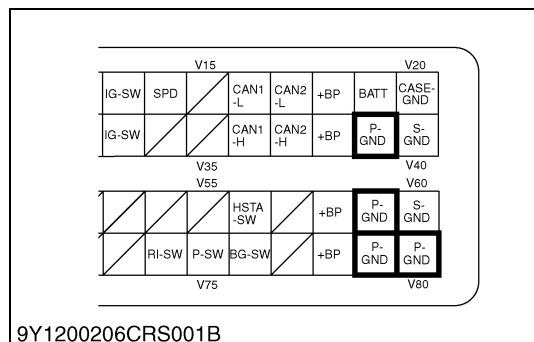 V15 V20
IG-SW SPD CAN1-L CAN2-L +BP BATT CASE-GND
IG-SW CAN1-H CAN2-H +BP P-GND S-GND
V35 V40
V55 V60
HSTA-SW +BP P-GND S-GND
RI-SW P-SW BG-SW +BP P-GND P-GND
V75 V80
9Y1200206CRS001B